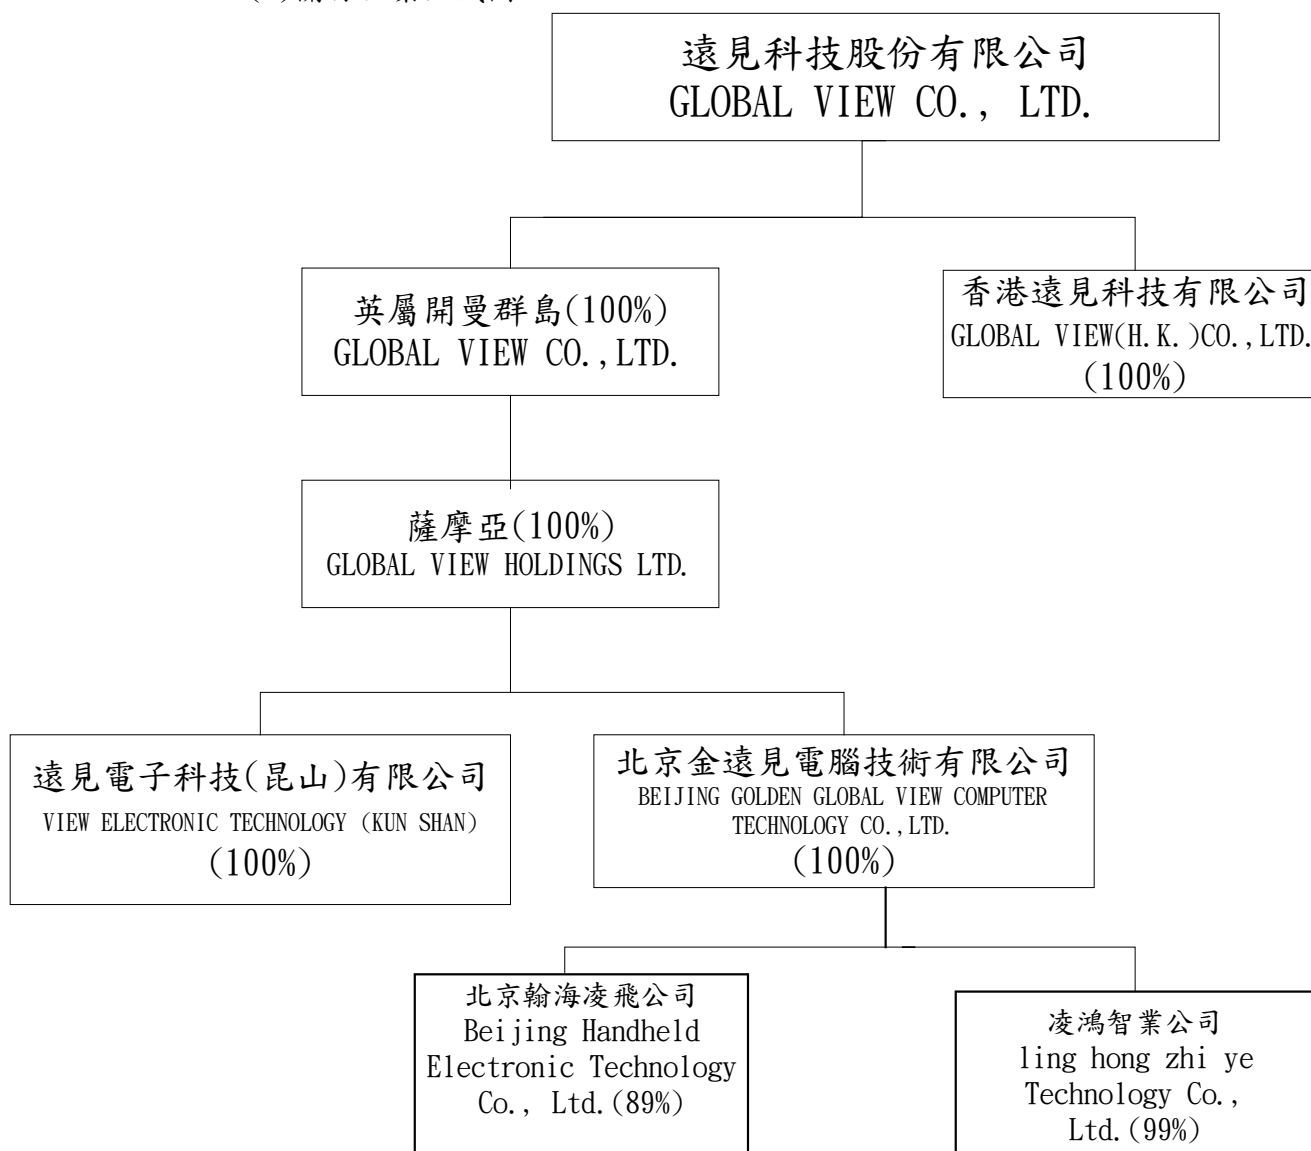 遠見科技股份有限公司
GLOBAL VIEW CO., LTD.
英屬開曼群島(100%)
GLOBAL VIEW CO.,LTD.
香港遠見科技有限公司
GLOBAL VIEW(H.K.)CO.,LTD.
(100%)
薩摩亞(100%)
GLOBAL VIEW HOLDINGS LTD.
遠見電子科技(昆山)有限公司
VIEW ELECTRONIC TECHNOLOGY (KUN SHAN)
(100%)
北京金遠見電腦技術有限公司
BEIJING GOLDEN GLOBAL VIEW COMPUTER
TECHNOLOGY CO.,LTD.
(100%)
北京翰海凌飛公司
Beijing Handheld
Electronic Technology
Co., Ltd.(89%)
凌鴻智業公司
ling hong zhi ye
Technology Co.,
Ltd.(99%)